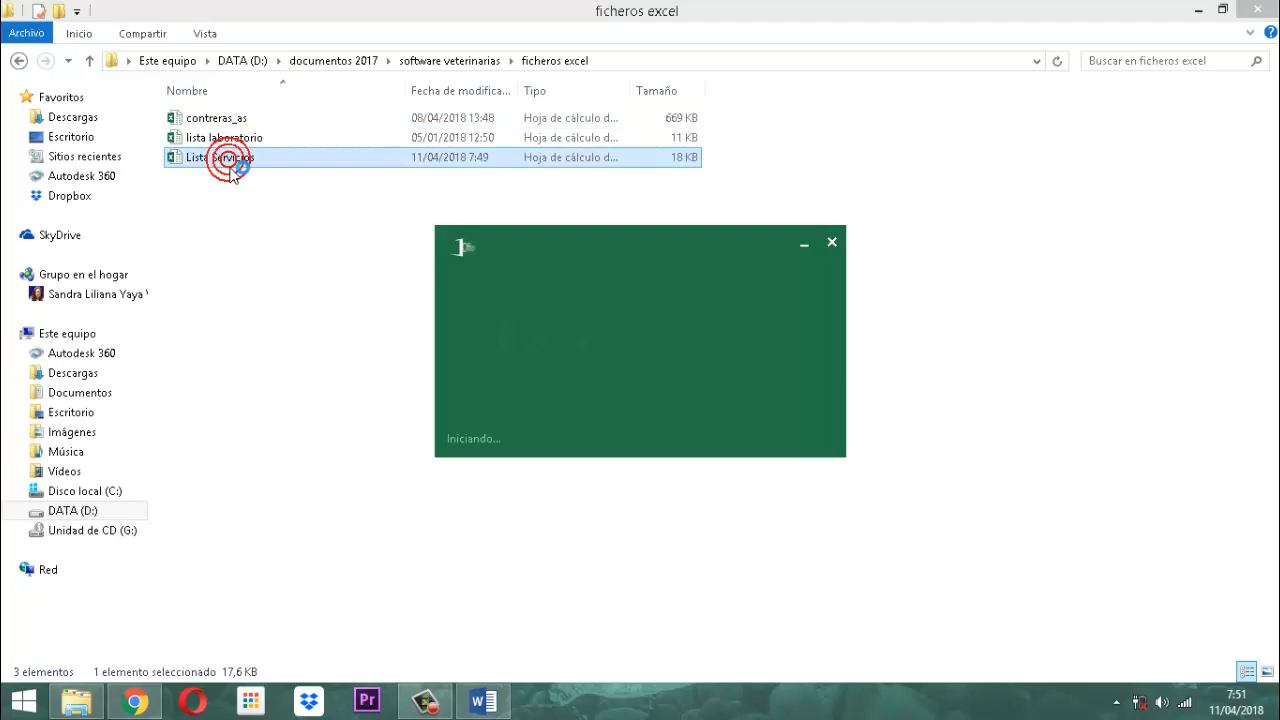 ficheros excel
Archivo Inicio Compartir Vista
Este equipo DATA (D:) documentos 2017 software veterinarias ficheros excel
Buscar en ficheros excel
Nombre Fecha de modifica... Tipo Tamaño
contreras_as 08/04/2018 13:48 Hoja de cálculo d... 669 KB
lista laboratorio 05/01/2018 12:50 Hoja de cálculo d... 11 KB
Lista Servicios 11/04/2018 7:49 Hoja de cálculo d... 18 KB
Favoritos
Descargas
Escritorio
Sitios recientes
Autodesk 360
Dropbox
SkyDrive
Grupo en el hogar
Sandra Liliana Yaya
Este equipo
Autodesk 360
Descargas
Documentos
Escritorio
Imágenes
Música
Vídeos
Disco local (C:)
DATA (D:)
Unidad de CD (G:)
Red
Iniciando...
3 elementos 1 elemento seleccionado 17,6 KB
Pr
7:51
11/04/2018